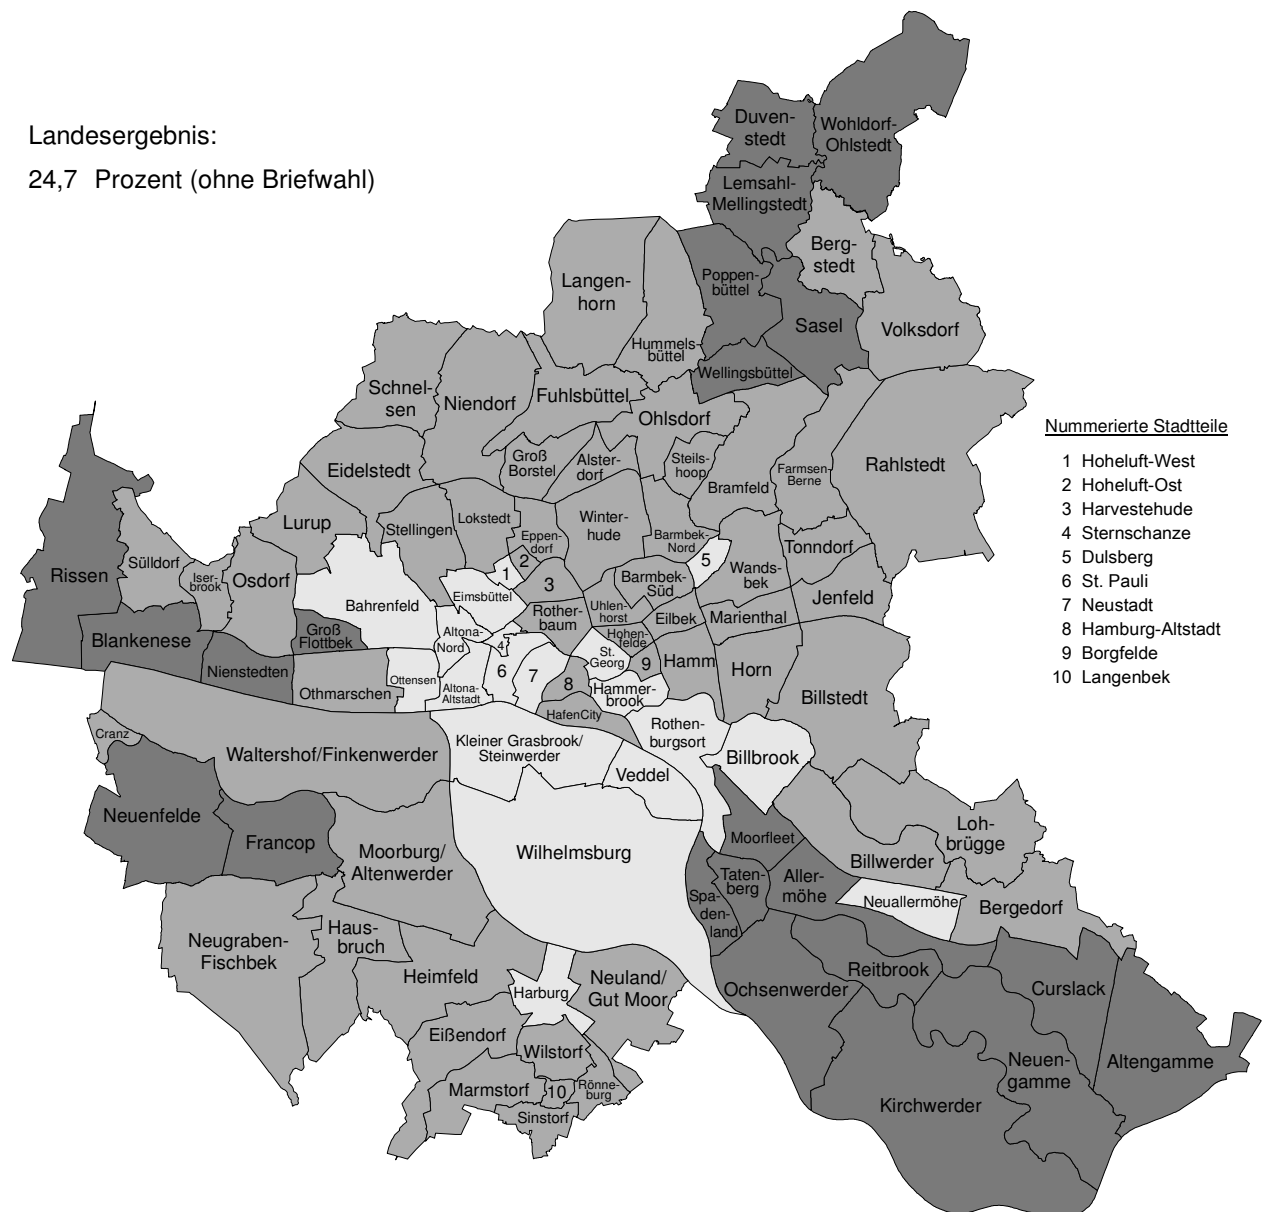 Landesergebnis:
24,7 Prozent (ohne Briefwahl)
Duven-
stedt
Wohldorf-
Ohlstedt
Lemsahl-
Mellingstedt
Berg-
stedt
Poppen-
büttel
Langen-
horn
Sasel
Volksdorf
Hummels-
büttel
Wellingsbüttel
Schnel-
sen
Niendorf
Fuhlsbüttel
Ohlsdorf
Nummerierte Stadtteile
1 Hoheluft-West
2 Hoheluft-Ost
3 Harvestehude
4 Sternschanze
5 Dulsberg
6 St. Pauli
7 Neustadt
8 Hamburg-Altstadt
9 Borgfelde
10 Langenbek
Eidelstedt
Groß
Borstel
Alster-
dorf
Steils-
hoop
Bramfeld
Farmsen-
Berne
Rahlstedt
Lurup
Stellingen
Lokstedt
Eppen-
dorf
Winter-
hude
Barmbek-
Nord
5
Wands-
bek
Tonndorf
Rissen
Sülldorf
Iser-
brook
Osdorf
Bahrenfeld
Eimsbüttel
1
2
3
Barmbek-
Süd
Jenfeld
Blankenese
Groß
Flottbek
Altona-
Nord
4
Rother-
baum
Uhlen-
horst
Hohen-
felde
Eilbek
Marienthal
Nienstedten
Othmarschen
Ottensen
Altona-
Altstadt
6
7
8
St.
Georg
9
Hamm
Horn
Billstedt
Hammer-
brook
HafenCity
Rothen-
burgsort
Billbrook
Cranz
Waltershof/Finkenwerder
Kleiner Grasbrook/
Steinwerder
Veddel
Neuenfelde
Francop
Moorburg/
Altenwerder
Wilhelmsburg
Moorfleet
Billwerder
Loh-
brügge
Spa-
den-
land
Taten-
berg
Aller-
möhe
Neuallermöhe
Bergedorf
Neugraben-
Fischbek
Haus-
bruch
Heimfeld
Harburg
Neuland/
Gut Moor
Ochsenwerder
Reitbrook
Curslack
Eißendorf
Wilstorf
Neuen-
gamme
Altengamme
Marmstorf
10
Rönne-
burg
Sinstorf
Kirchwerder